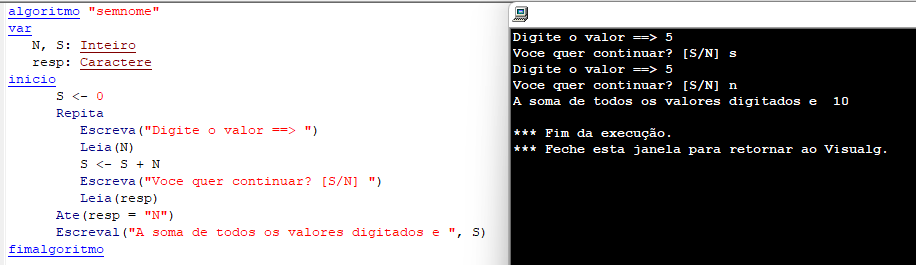 algoritmo "semnome"
var
N, S: Inteiro
resp: Caractere
inicio
S <- 0
Repita
Escreva("Digite o valor ==> ")
Leia(N)
S <- S + N
Escreva("Voce quer continuar? [S/N] ")
Leia(resp)
Ate(resp = "N")
Escreval("A soma de todos os valores digitados e ", S)
fimalgoritmo
Digite o valor ==> 5
Voce quer continuar? [S/N] s
Digite o valor ==> 5
Voce quer continuar? [S/N] n
A soma de todos os valores digitados e  10
*** Fim da execução.
*** Feche esta janela para retornar ao Visualg.